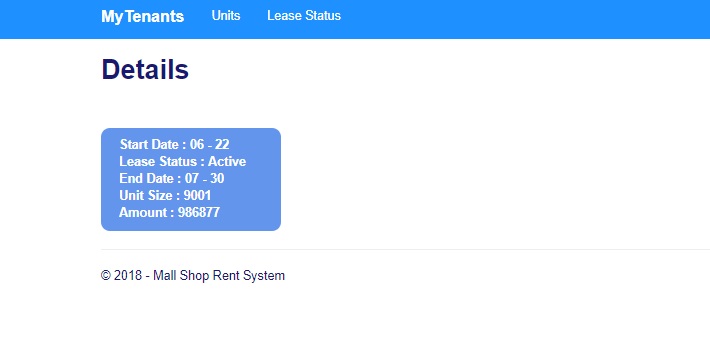 MyTenants Units Lease Status
Details
Start Date : 06 - 22
Lease Status : Active
End Date : 07 - 30
Unit Size : 9001
Amount : 986877
© 2018 - Mall Shop Rent System